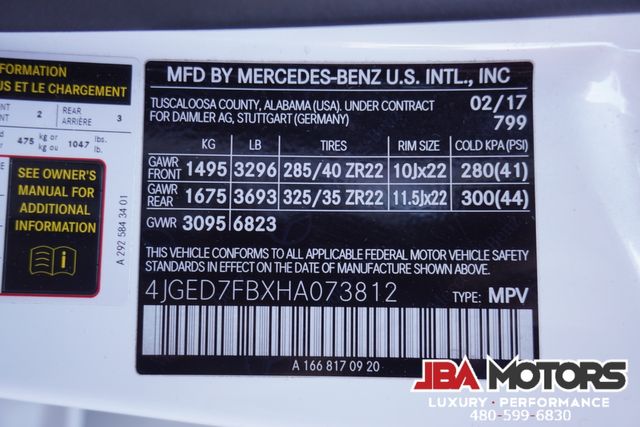 FORMATION
US ET LE CHARGEMENT
NT 2 REAR 3
NT ARRIÈRE
475 kg or kg ou 1047 lbs. lb.
SEE OWNER'S
MANUAL FOR
ADDITIONAL
INFORMATION
A 292 584 34 01
MFD BY MERCEDES-BENZ U.S. INTL., INC
TUSCALOOSA COUNTY, ALABAMA (USA). UNDER CONTRACT 02/17
FOR DAIMLER AG, STUTTGART (GERMANY) 799
KG LB TIRES RIM SIZE COLD KPA (PSI)
GAWR FRONT 1495 3296 285/40 ZR22 10Jx22 280(41)
GAWR REAR 1675 3693 325/35 ZR22 11.5Jx22 300(44)
GVWR 3095 6823
THIS VEHICLE CONFORMS TO ALL APPLICABLE FEDERAL MOTOR VEHICLE SAFETY
STANDARDS IN EFFECT ON THE DATE OF MANUFACTURE SHOWN ABOVE.
4JGED7FBXHA073812 TYPE: MPV
A 166 817 09 20
JBA MOTORS
LUXURY · PERFORMANCE
480-599-6830